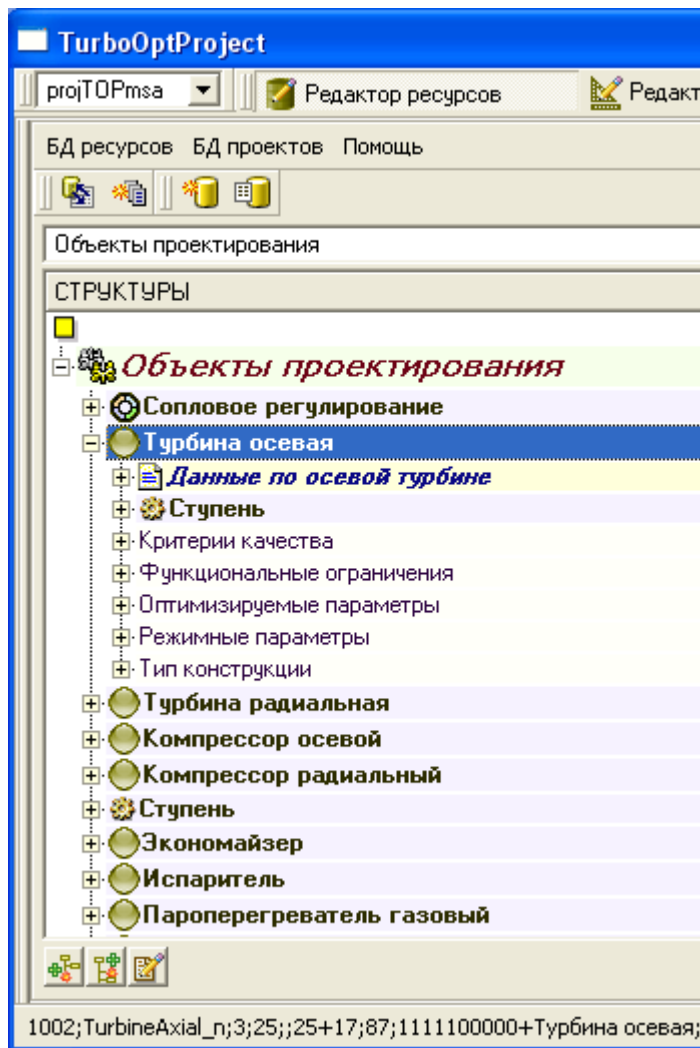 TurboOptProject
projTOPmsa Редактор ресурсов Редакт
БД ресурсов БД проектов Помощь
Объекты проектирования
СТРУКТУРЫ
Объекты проектирования
Сопловое регулирование
Турбина осевая
Данные по осевой турбине
Ступень
Критерии качества
Функциональные ограничения
Оптимизируемые параметры
Режимные параметры
Тип конструкции
Турбина радиальная
Компрессор осевой
Компрессор радиальный
Ступень
Экономайзер
Испаритель
Пароперегреватель газовый
1002;TurbineAxial_n;3;25;;25+17;87;1111100000+Турбина осевая;